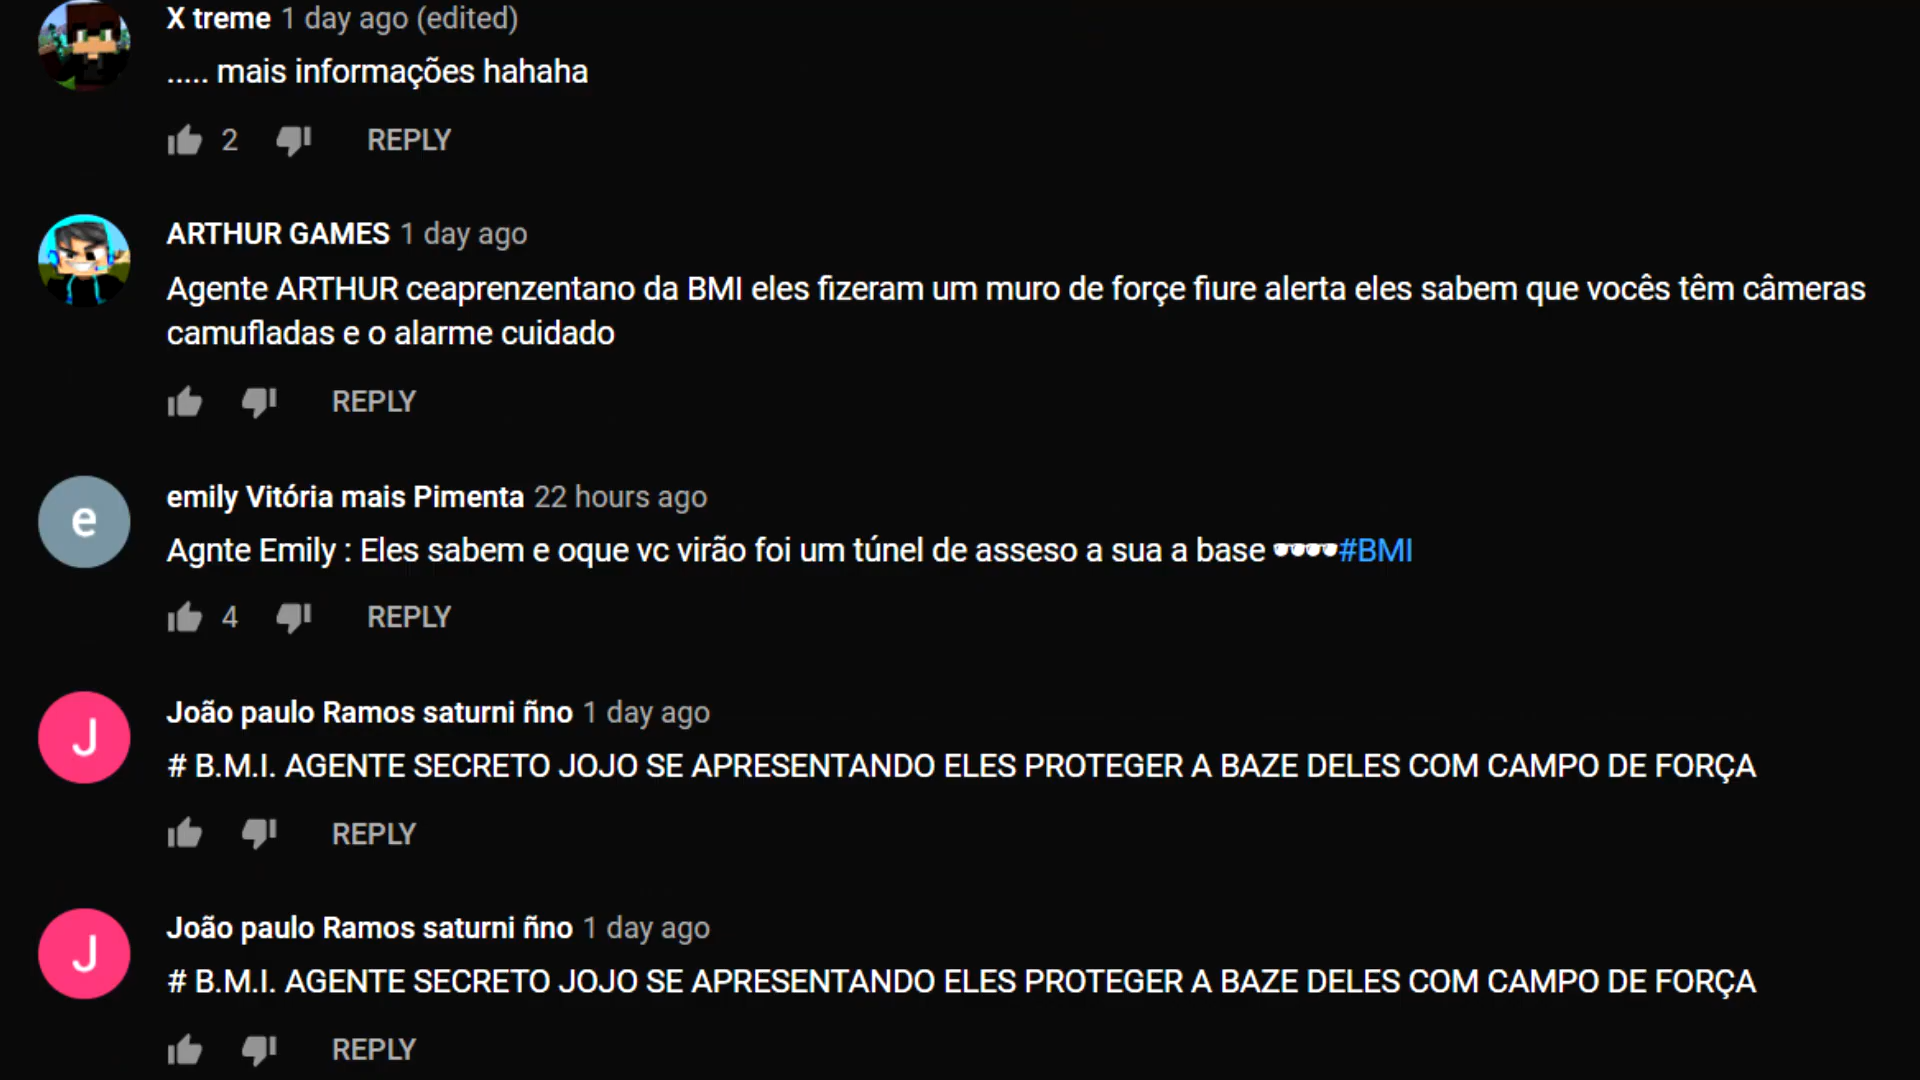 X treme 1 day ago (edited)
..... mais informações hahaha
2 REPLY
ARTHUR GAMES 1 day ago
Agente ARTHUR ceaprenzentano da BMI eles fizeram um muro de forçe fiure alerta eles sabem que vocês têm câmeras
camufladas e o alarme cuidado
REPLY
e
emily Vitória mais Pimenta 22 hours ago
Agnte Emily : Eles sabem e oque vc virão foi um túnel de asseso a sua a base 🕶️🕶️#BMI
4 REPLY
J
João paulo Ramos saturni ñno 1 day ago
# B.M.I. AGENTE SECRETO JOJO SE APRESENTANDO ELES PROTEGER A BAZE DELES COM CAMPO DE FORÇA
REPLY
J
João paulo Ramos saturni ñno 1 day ago
# B.M.I. AGENTE SECRETO JOJO SE APRESENTANDO ELES PROTEGER A BAZE DELES COM CAMPO DE FORÇA
REPLY